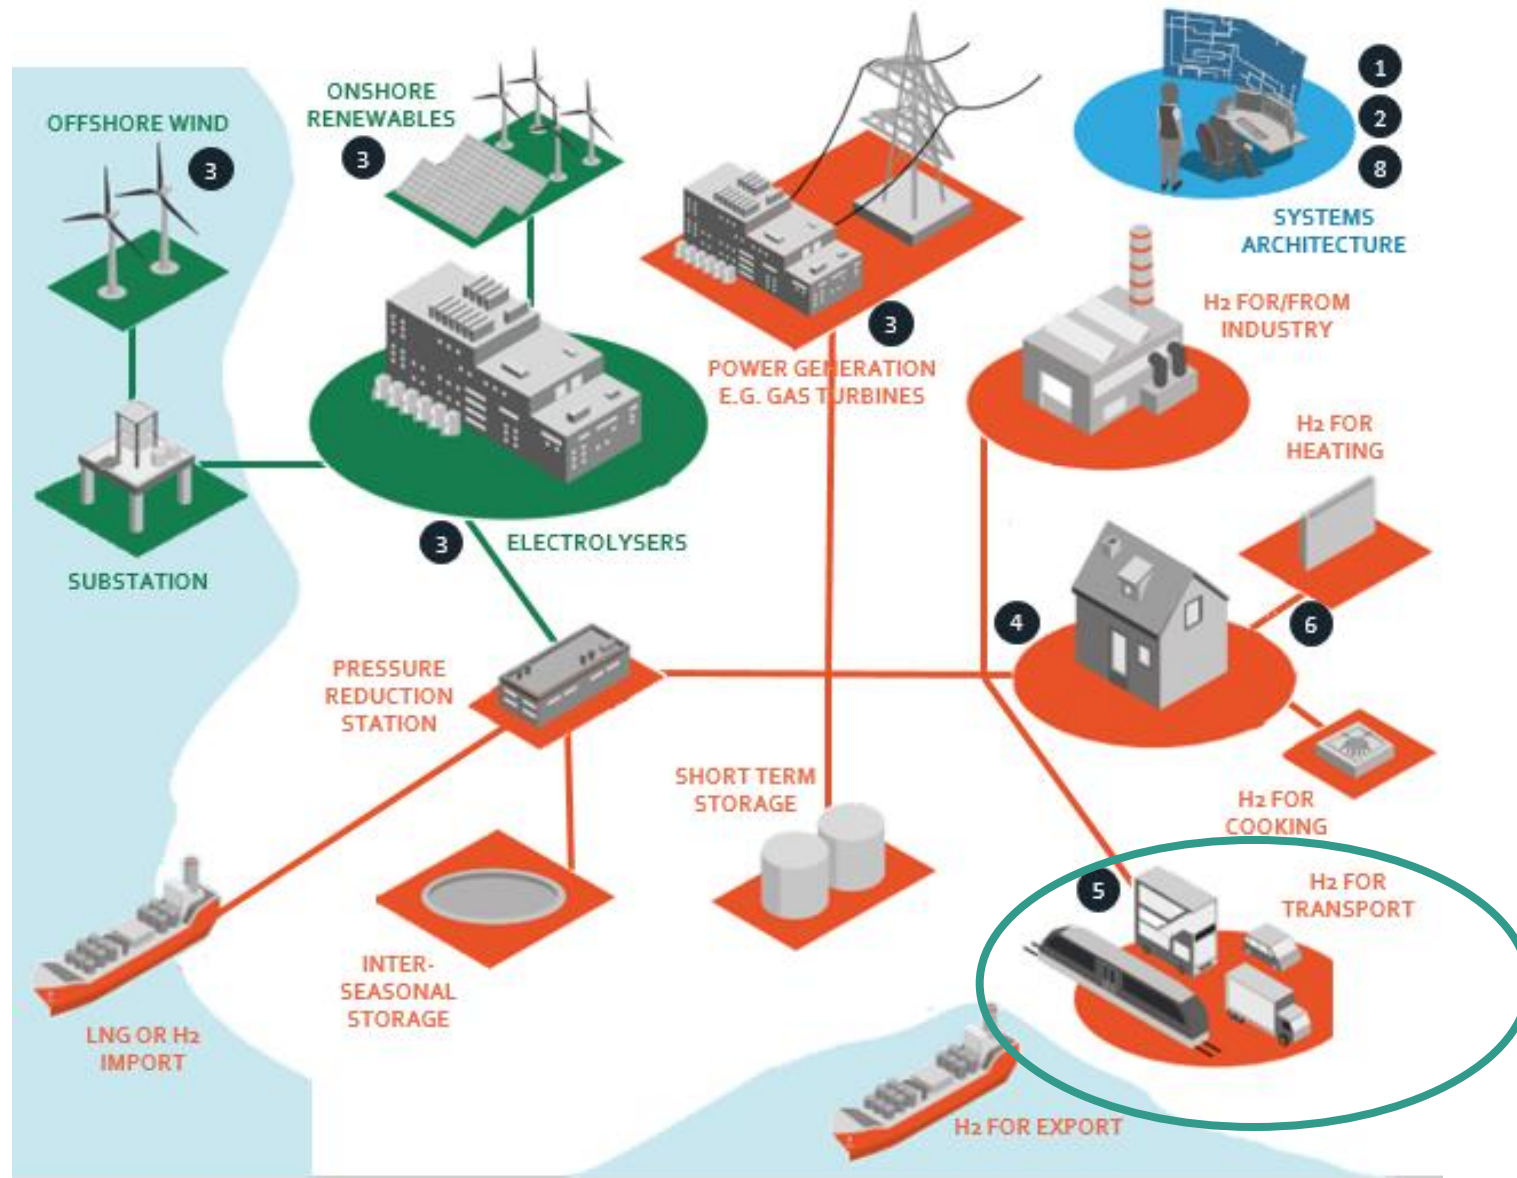 OFFSHORE WIND
3
ONSHORE
RENEWABLES
3
1
2
8
SYSTEMS
ARCHITECTURE
3
POWER GENERATION
E.G. GAS TURBINES
H2 FOR/FROM
INDUSTRY
H2 FOR
HEATING
3
ELECTROLYSERS
SUBSTATION
4
6
PRESSURE
REDUCTION
STATION
SHORT TERM
STORAGE
H2 FOR
COOKING
5
H2 FOR
TRANSPORT
INTER-
SEASONAL
STORAGE
LNG OR H2
IMPORT
H2 FOR EXPORT